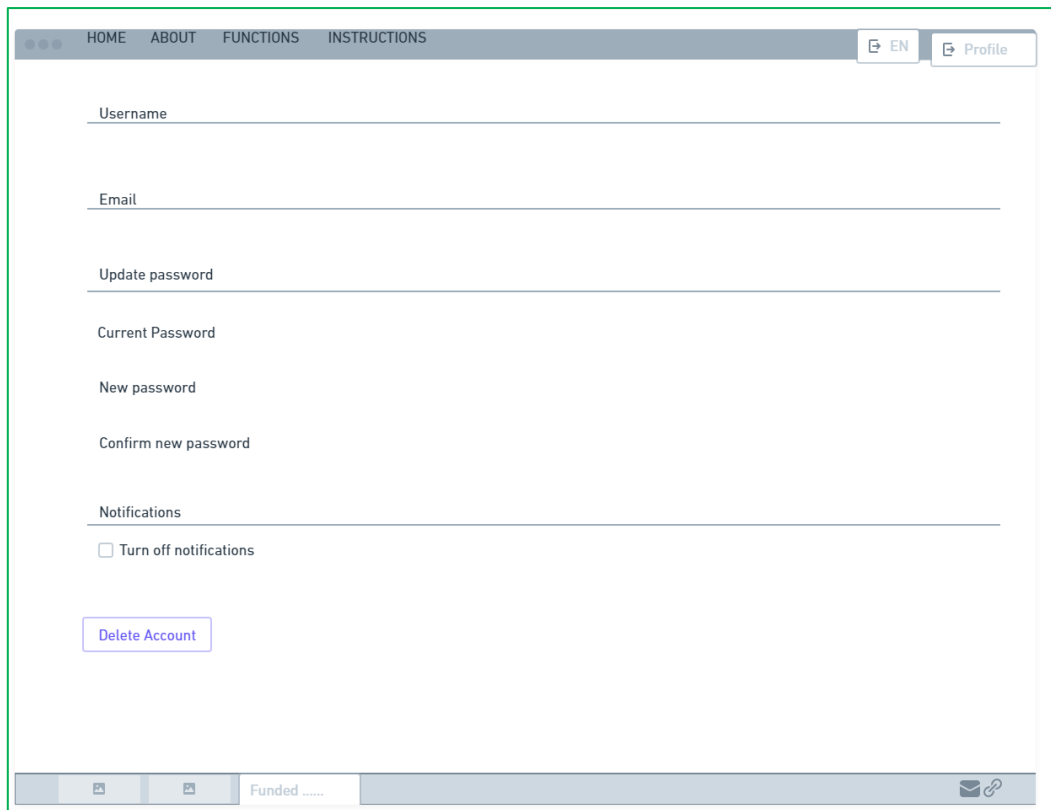 HOME ABOUT FUNCTIONS INSTRUCTIONS
EN
Profile
Username
Email
Update password
Current Password
New password
Confirm new password
Notifications
Turn off notifications
Delete Account
Funded ......